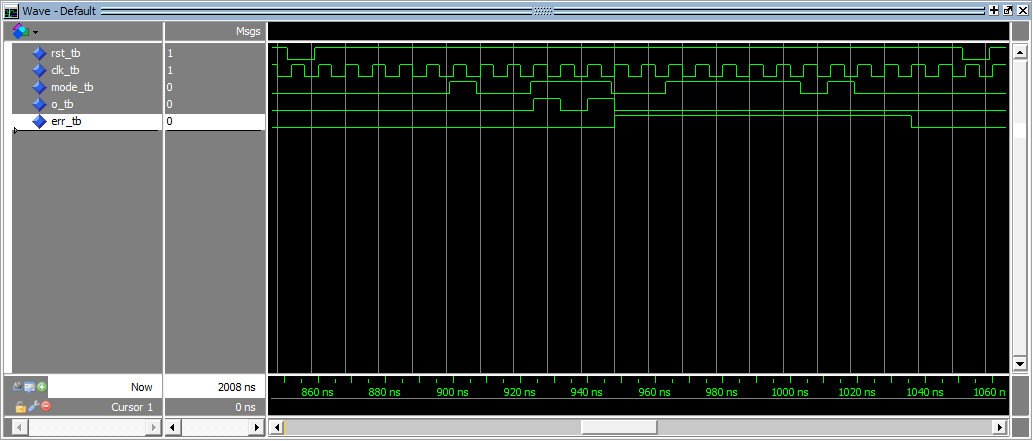 Wave - Default
Msgs
rst_tb 1
clk_tb 1
mode_tb 0
o_tb 0
err_tb 0
Now 2008 ns
860 ns 880 ns 900 ns 920 ns 940 ns 960 ns 980 ns 1000 ns 1020 ns 1040 ns 1060 n
Cursor 1 0 ns